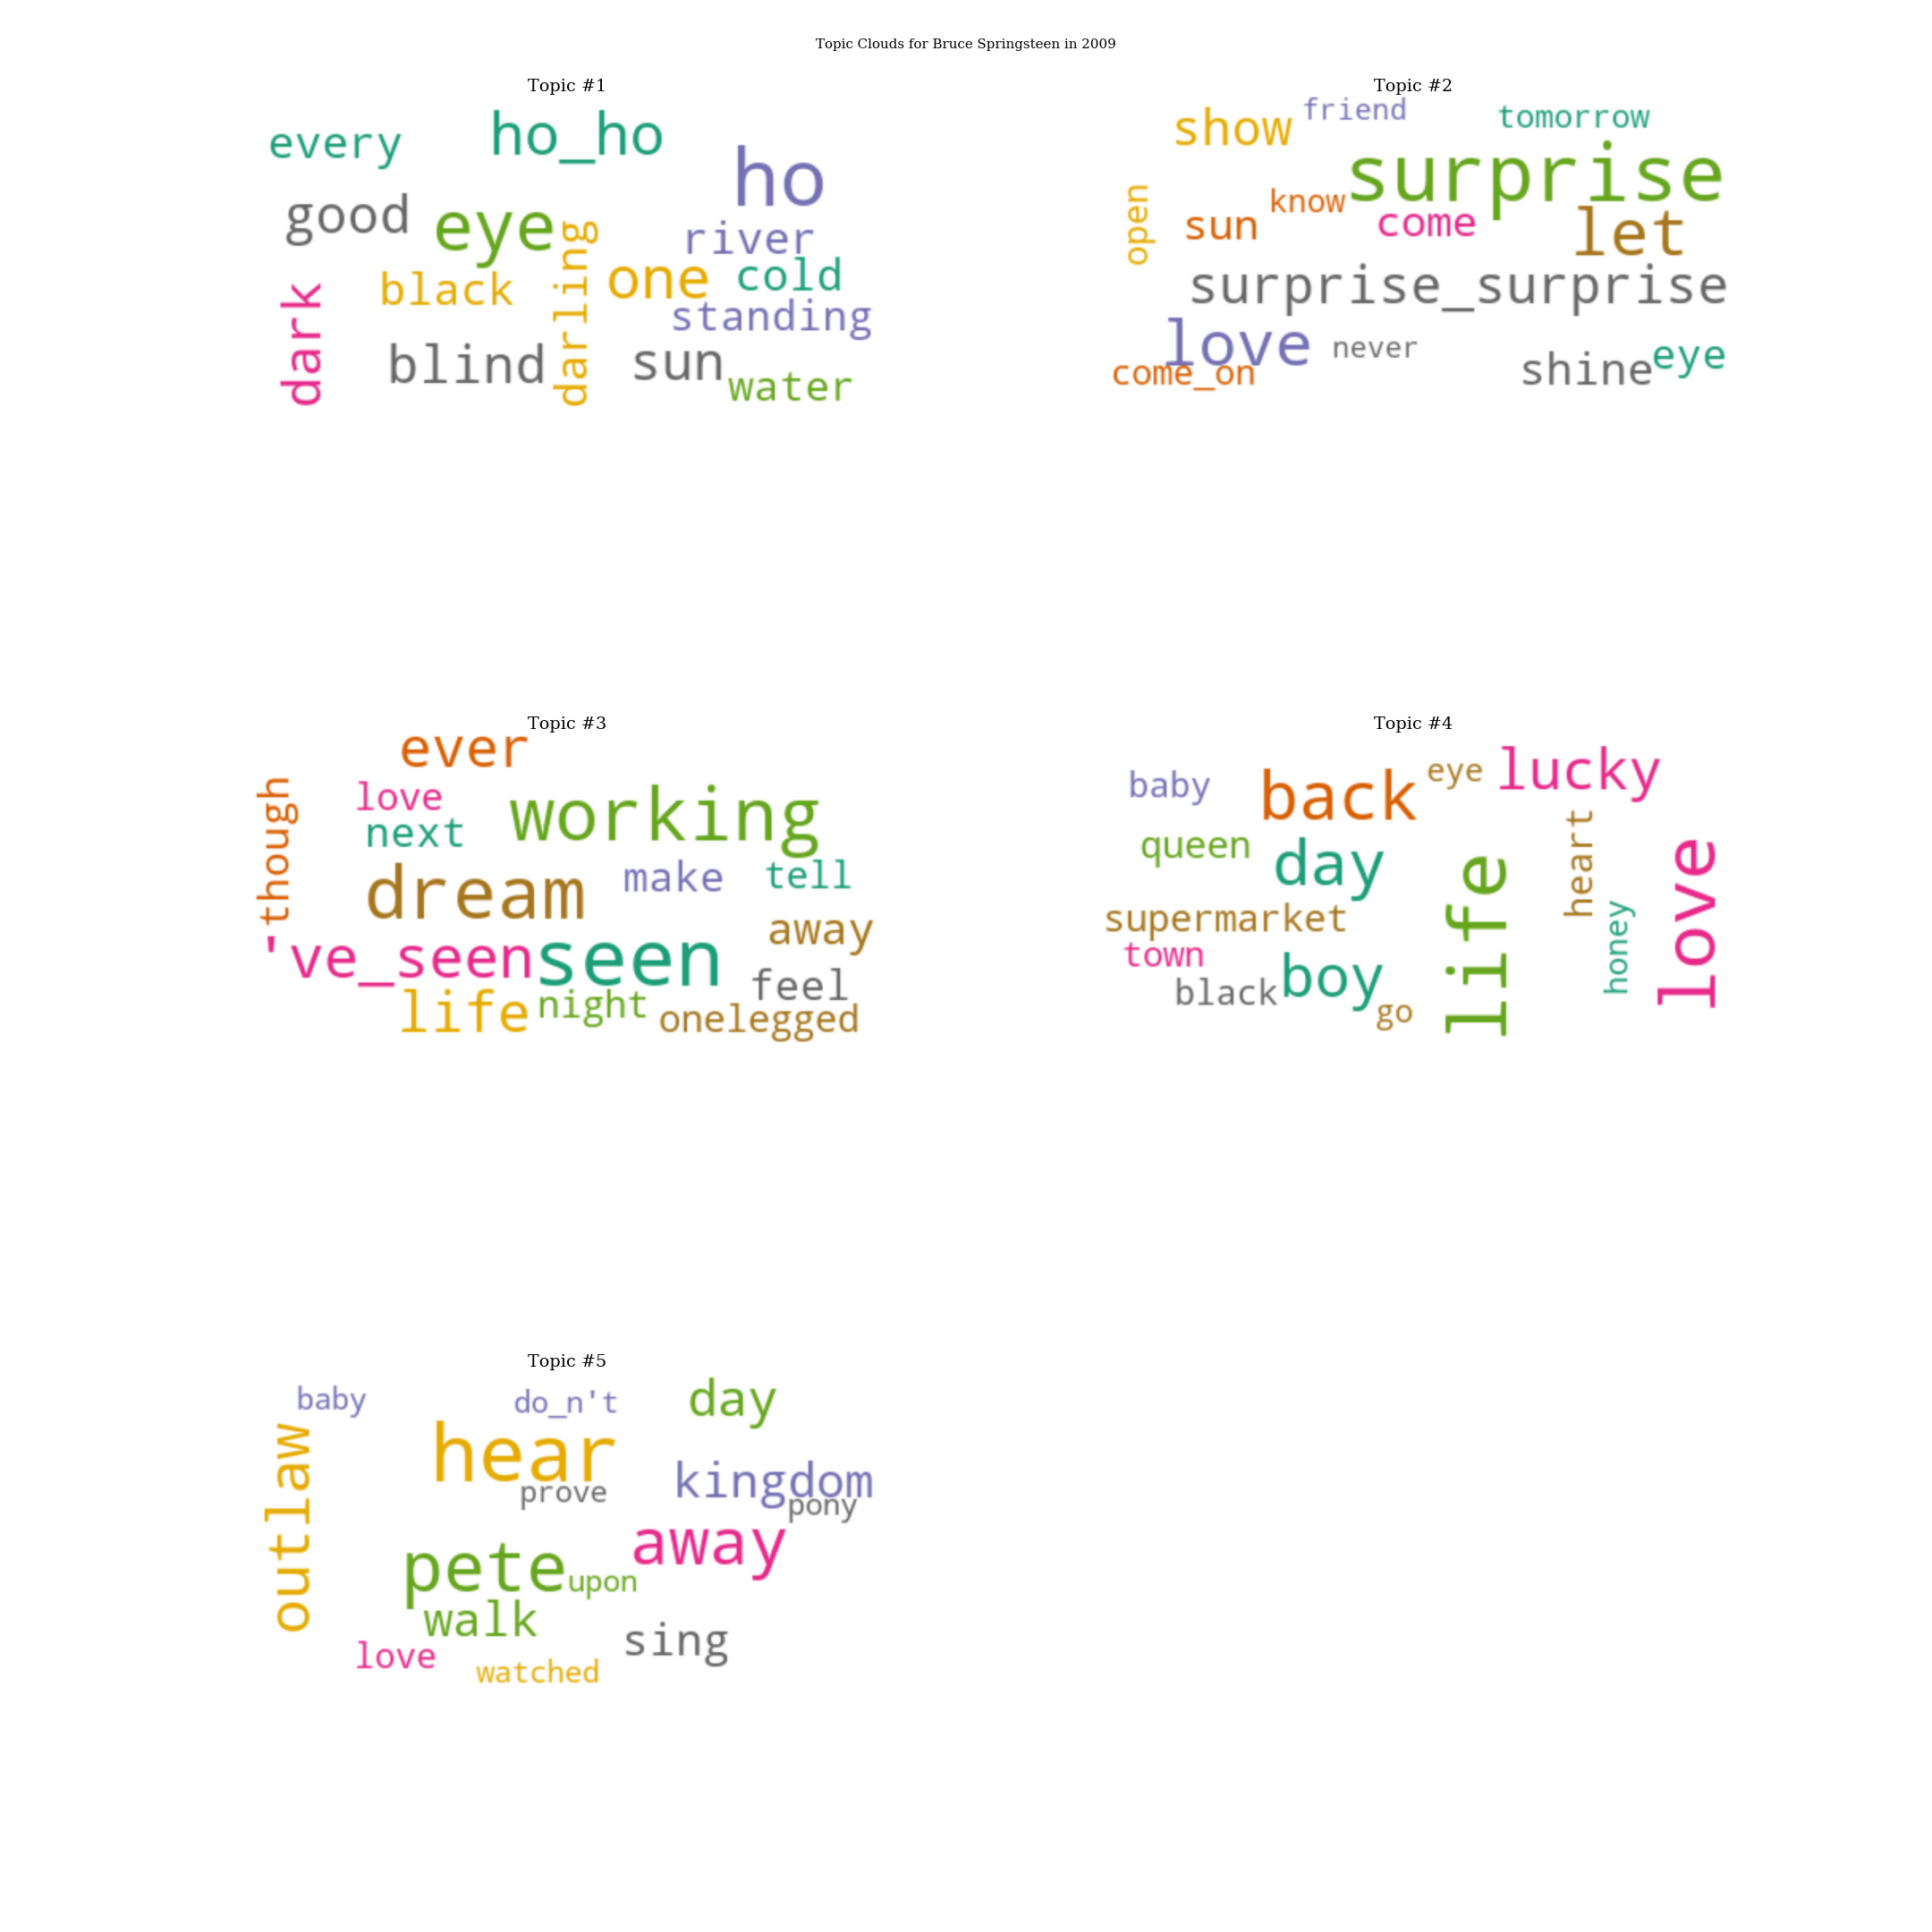 Topic Clouds for Bruce Springsteen in 2009
Topic #1
every
ho_ho
ho
good
eye
darling
river
one
cold
black
standing
dark
blind
sun
water
Topic #2
show
friend
tomorrow
surprise
open
know
sun
come
let
surprise_surprise
love
never
come_on
shine
eye
Topic #3
ever
'though
love
next
working
dream
make
tell
away
've_seen
seen
feel
life
night
onelegged
Topic #4
baby
back
eye
lucky
queen
day
heart
love
life
supermarket
honey
town
black
boy
go
Topic #5
baby
do_n't
day
outlaw
hear
prove
kingdom
pony
away
pete
upon
walk
sing
love
watched